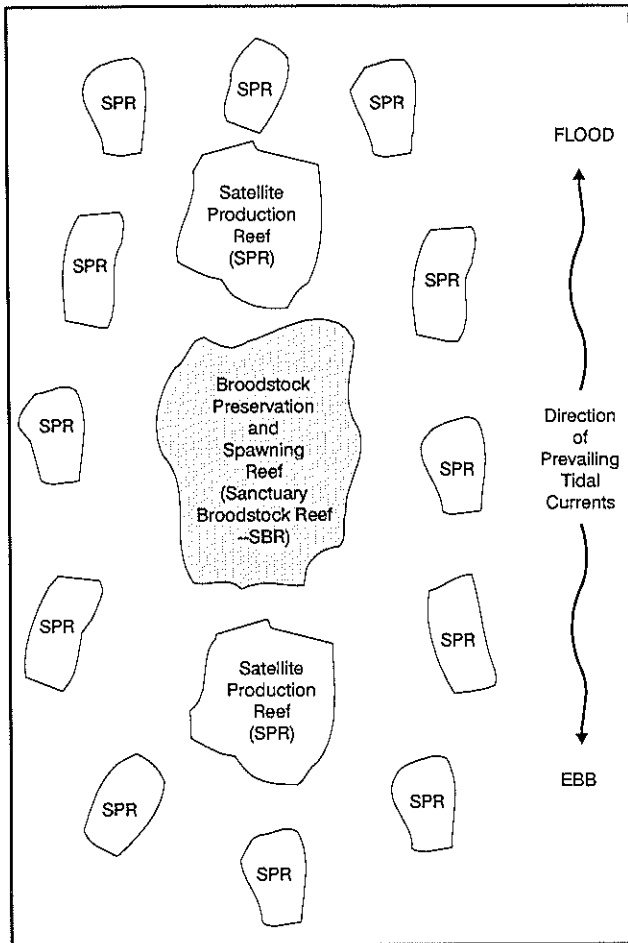 SPR
SPR
SPR
FLOOD
Satellite
Production
Reef
(SPR)
SPR
SPR
Broodstock
Preservation
and
Spawning
Reef
(Sanctuary
Broodstock Reef
–SBR)
SPR
SPR
Direction
of
Prevailing
Tidal
Currents
SPR
SPR
Satellite
Production
Reef
(SPR)
EBB
SPR
SPR
SPR